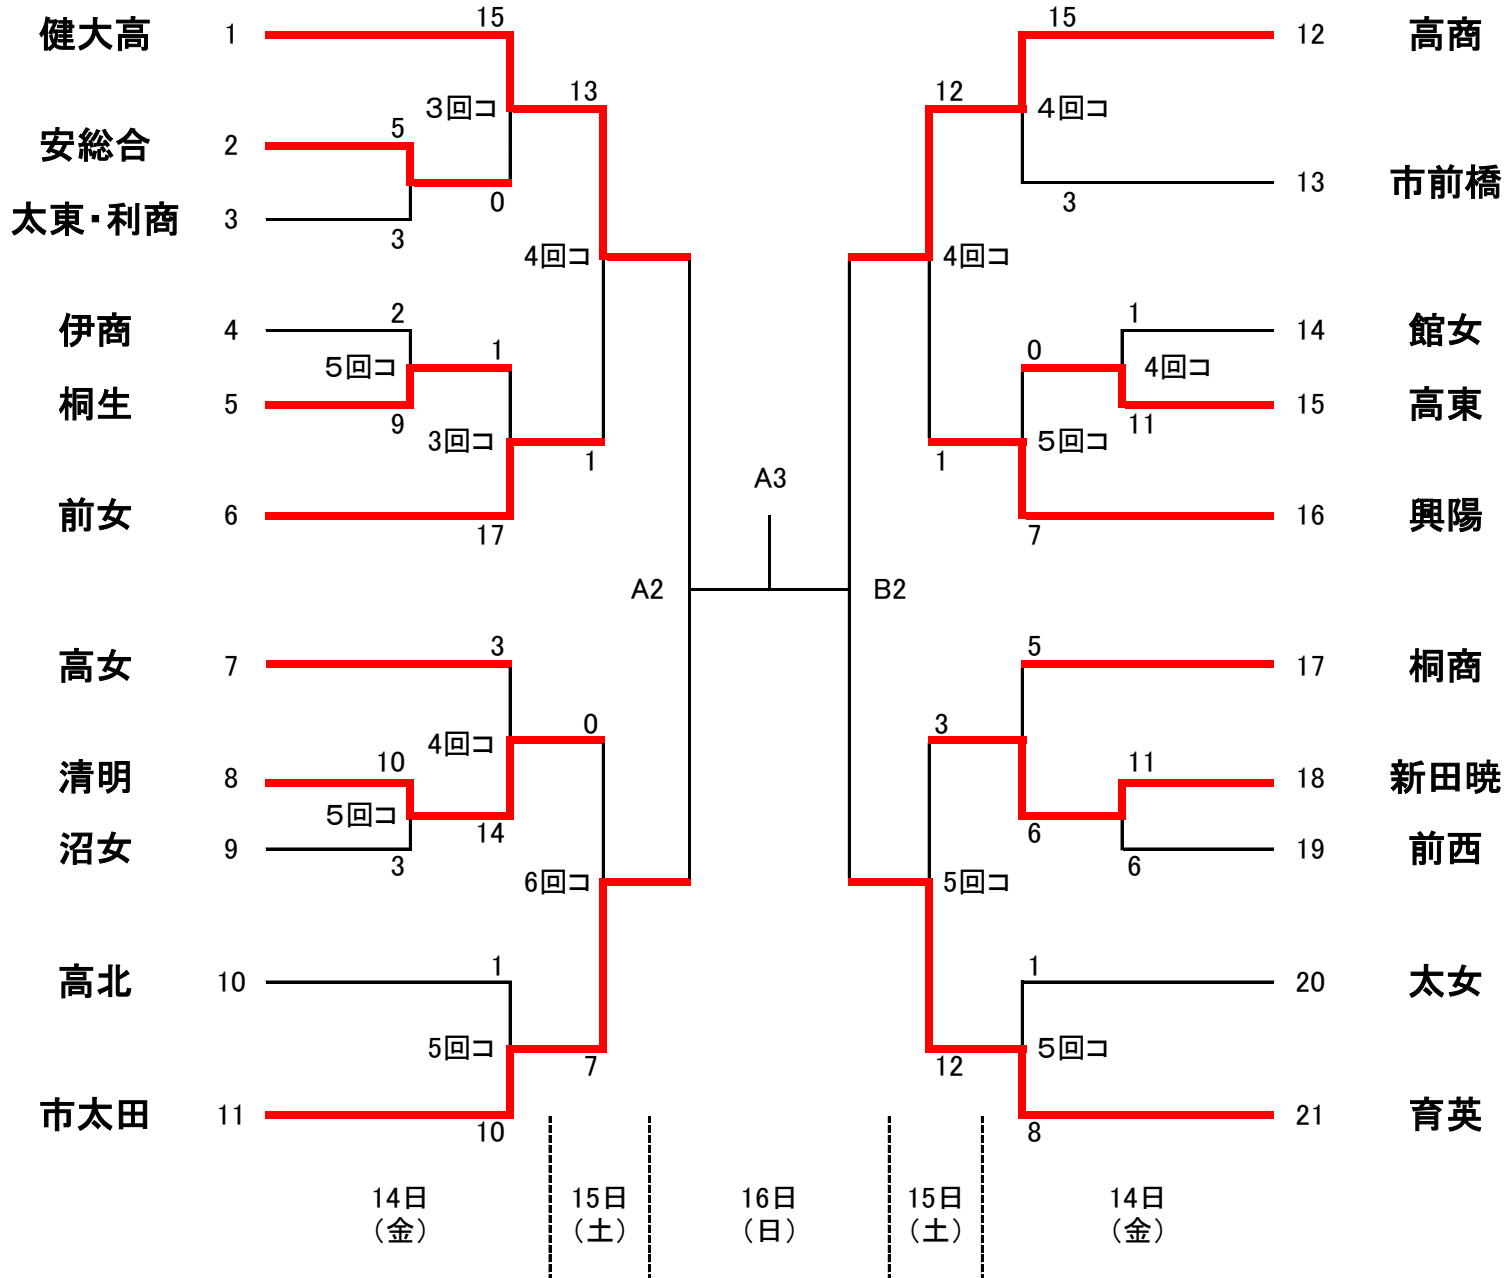 15
15
健大高 1
12 高商
13
12
3回コ
4回コ
5
安総合 2
13 市前橋
0
3
太東・利商 3
3
4回コ
4回コ
2
1
伊商 4
14 館女
1
0
5回コ
4回コ
桐生 5
15 高東
9
11
3回コ
5回コ
1
1
A3
前女 6
16 興陽
17
7
A2
B2
3
5
高女 7
17 桐商
0
3
4回コ
10
11
清明 8
18 新田暁
5回コ
14
6
沼女 9
19 前西
3
6
6回コ
5回コ
1
1
高北 10
20 太女
5回コ
5回コ
7
12
市太田 11
21 育英
10
8
14日 15日 16日 15日 14日
（金） （土） （日） （土） （金）